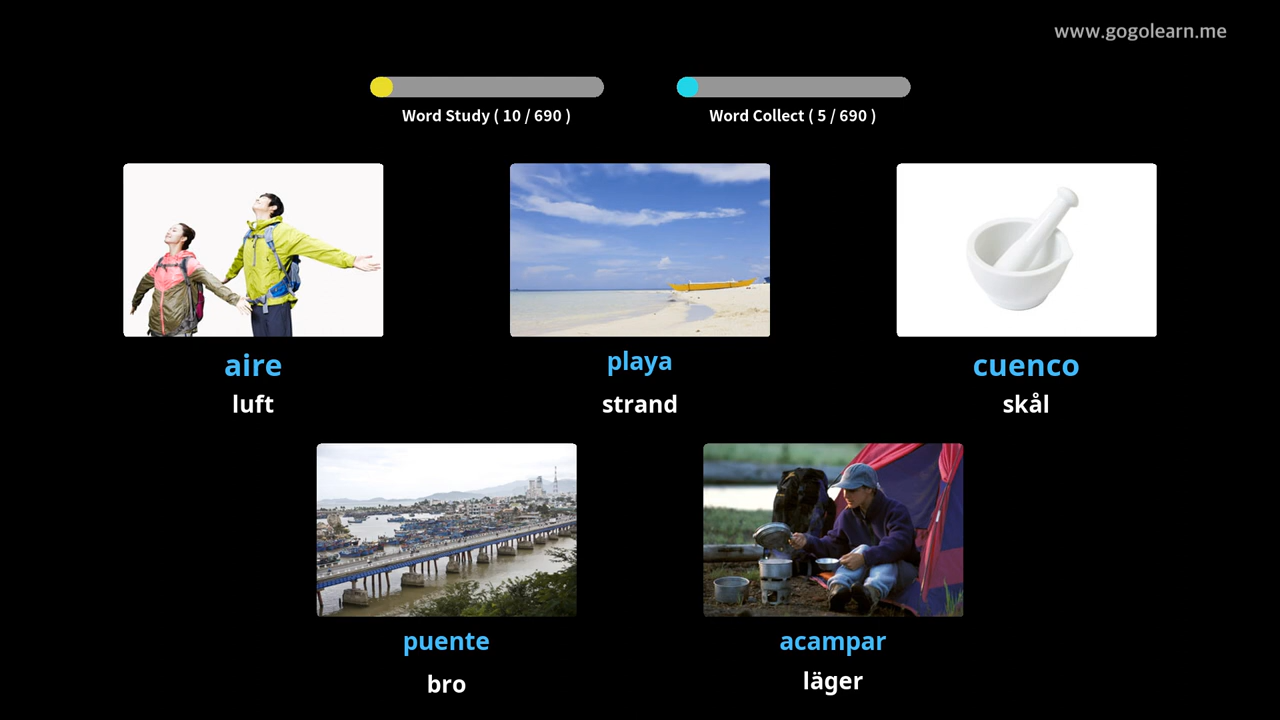 www.gogolearn.me
Word Study ( 10 / 690 )
Word Collect ( 5 / 690 )
aire
luft
playa
strand
cuenco
skål
puente
bro
acampar
läger